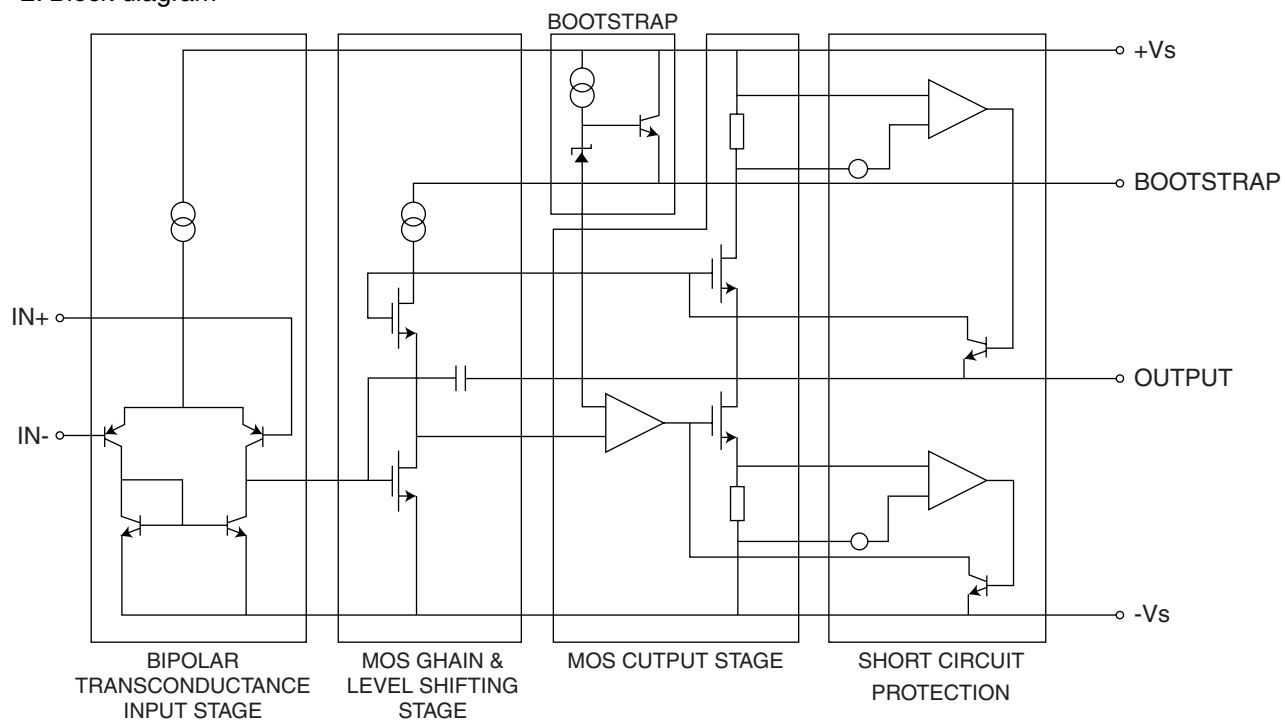 2. Block diagram
BOOTSTRAP
+Vs
BOOTSTRAP
IN+
OUTPUT
IN-
-Vs
BIPOLAR
TRANSCONDUCTANCE
INPUT STAGE
MOS GHAIN &
LEVEL SHIFTING
STAGE
MOS CUTPUT STAGE
SHORT CIRCUIT
PROTECTION